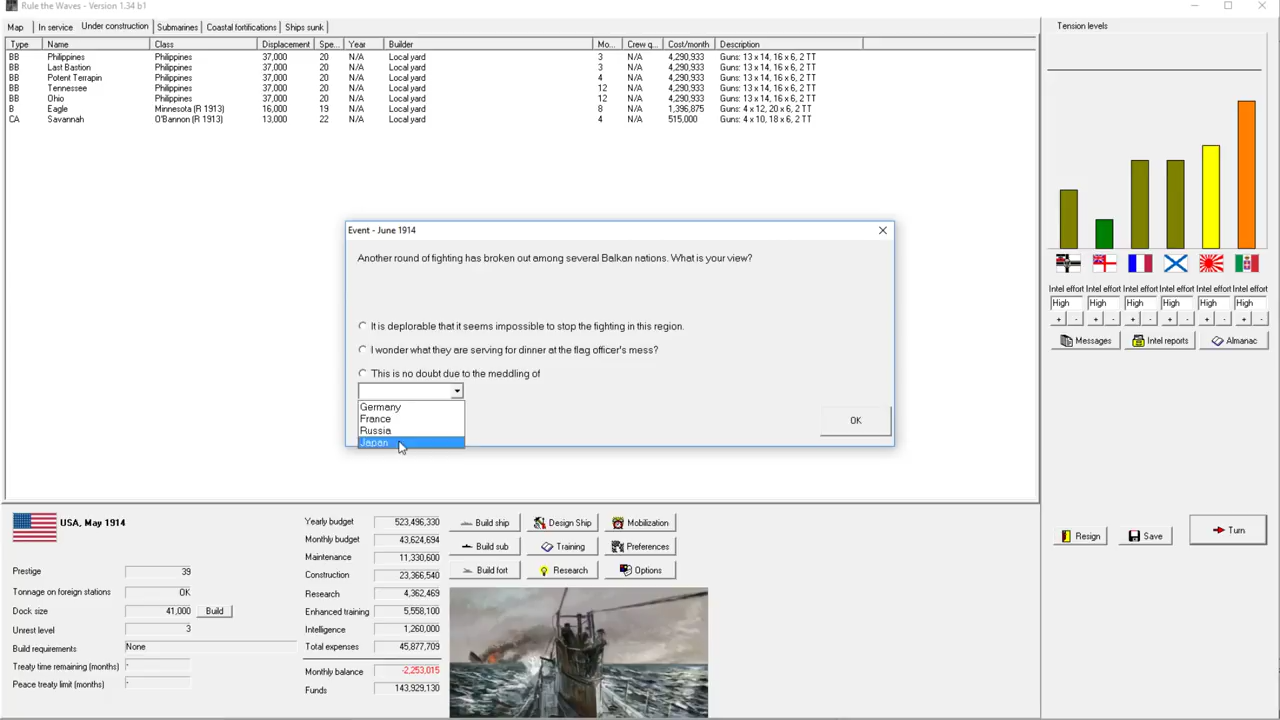 Rule the Waves - Version 1.34 b1
Map In service Under construction Submarines Coastal fortifications Ships sunk
Type Name Class Displacement Spe... Year Builder Mo... Crew q... Cost/month Description
BB Philippines Philippines 37,000 20 N/A Local yard 3 N/A 4,290,933 Guns: 13 x 14, 16 x 6, 2 TT
BB Last Bastion Philippines 37,000 20 N/A Local yard 3 N/A 4,290,933 Guns: 13 x 14, 16 x 6, 2 TT
BB Potent Terrapin Philippines 37,000 20 N/A Local yard 4 N/A 4,290,933 Guns: 13 x 14, 16 x 6, 2 TT
BB Tennessee Philippines 37,000 20 N/A Local yard 12 N/A 4,290,933 Guns: 13 x 14, 16 x 6, 2 TT
BB Ohio Philippines 37,000 20 N/A Local yard 12 N/A 4,290,933 Guns: 13 x 14, 16 x 6, 2 TT
B Eagle Minnesota (R 1913) 16,000 19 N/A Local yard 8 N/A 1,396,875 Guns: 4 x 12, 20 x 6, 2 TT
CA Savannah O'Bannon (R 1913) 13,000 22 N/A Local yard 4 N/A 515,000 Guns: 4 x 10, 18 x 6, 2 TT
Tension levels
Intel effort Intel effort Intel effort Intel effort Intel effort Intel effort
High High High High High High
+ - + - + - + - + - + -
Messages Intel reports Almanac
Event - June 1914
Another round of fighting has broken out among several Balkan nations. What is your view?
It is deplorable that it seems impossible to stop the fighting in this region.
I wonder what they are serving for dinner at the flag officer's mess?
This is no doubt due to the meddling of
Germany
France
Russia
Japan
OK
USA, May 1914
Prestige 39
Tonnage on foreign stations OK
Dock size 41,000 Build
Unrest level 3
Build requirements None
Treaty time remaining (months) -
Peace treaty limit (months) -
Yearly budget 523,496,330
Monthly budget 43,624,694
Maintenance 11,330,600
Construction 23,366,540
Research 4,362,469
Enhanced training 5,558,100
Intelligence 1,260,000
Total expenses 45,877,709
Monthly balance -2,253,015
Funds 143,929,130
Build ship Design Ship Mobilization
Build sub Training Preferences
Build fort Research Options
Resign Save Turn